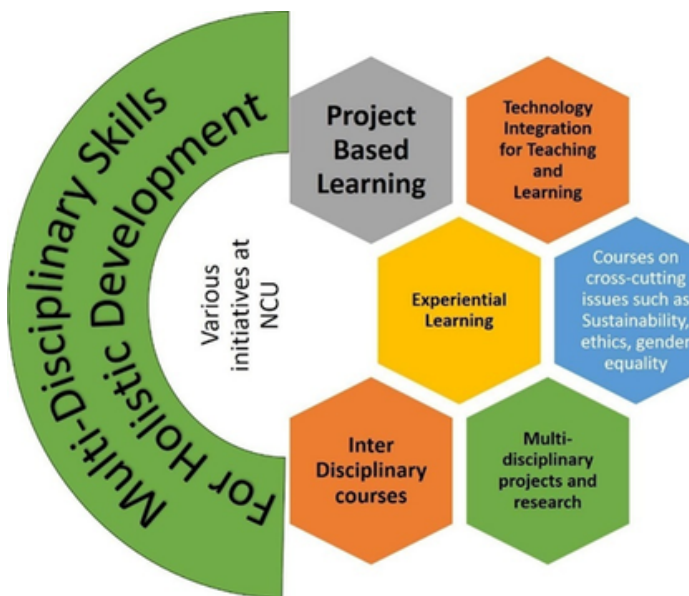 Multi-Disciplinary Skills
For Holistic Development
Various
initiatives at
NCU
Project
Based
Learning
Technology
Integration
for Teaching
and
Learning
Experiential
Learning
Courses on
cross-cutting
issues such as
Sustainability,
ethics, gender
equality
Inter
Disciplinary
courses
Multi-
disciplinary
projects and
research